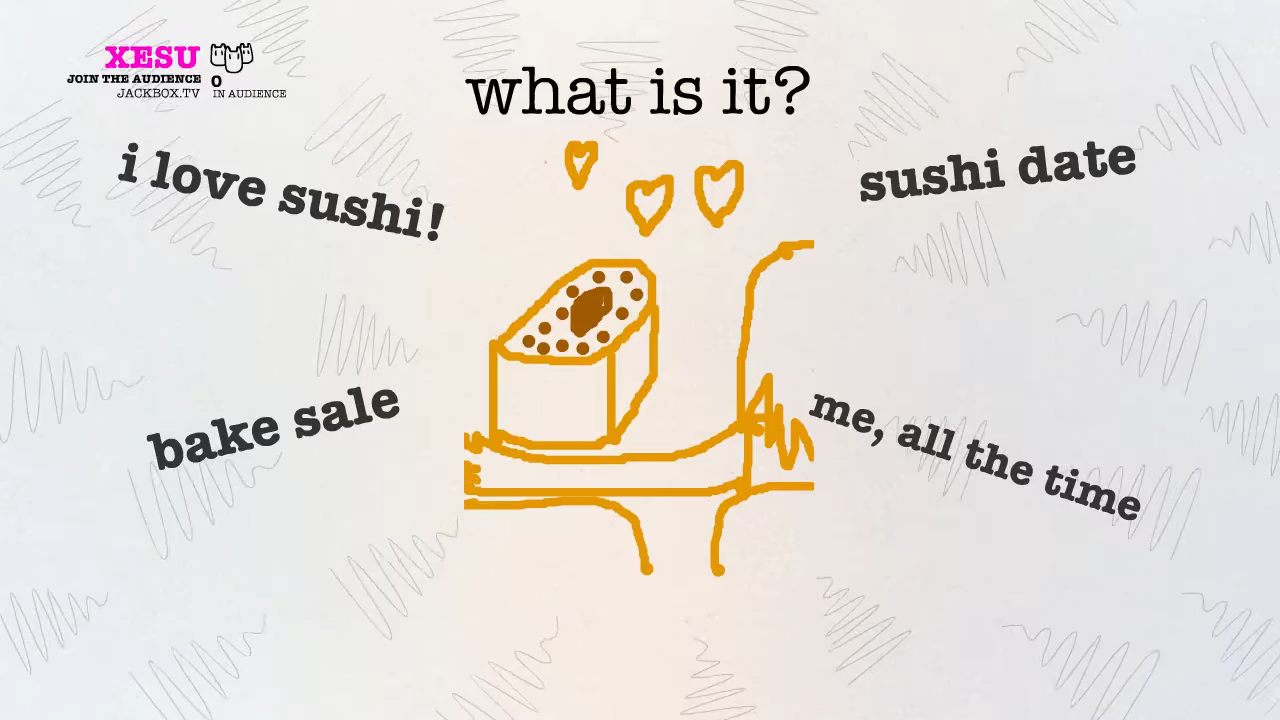 XESU
JOIN THE AUDIENCE 0
JACKBOX.TV IN AUDIENCE
what is it?
i love sushi!
sushi date
bake sale
me, all the time